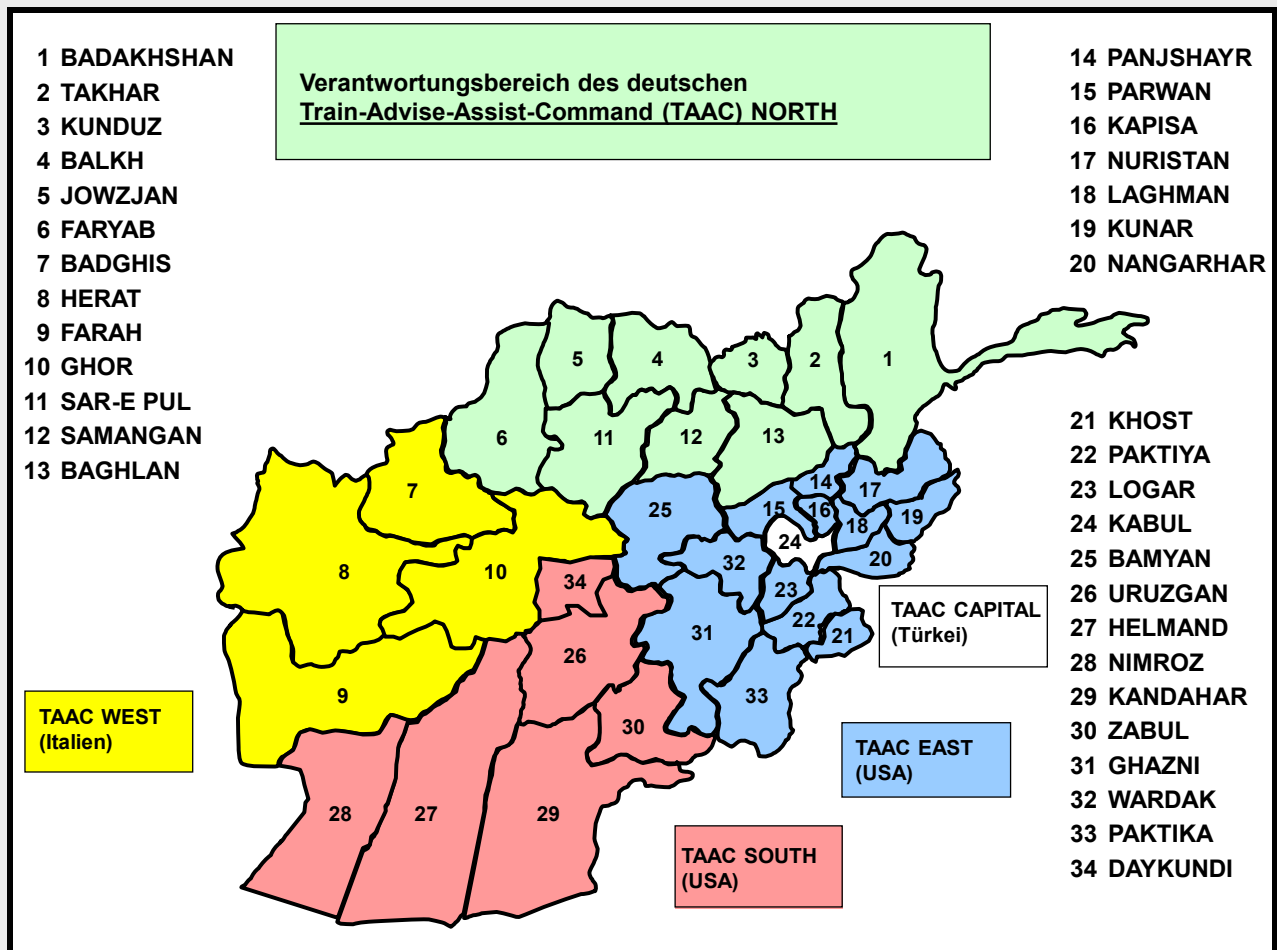 1 BADAKHSHAN
2 TAKHAR
3 KUNDUZ
4 BALKH
5 JOWZJAN
6 FARYAB
7 BADGHIS
8 HERAT
9 FARAH
10 GHOR
11 SAR-E PUL
12 SAMANGAN
13 BAGHLAN
Verantwortungsbereich des deutschen
Train-Advise-Assist-Command (TAAC) NORTH
14 PANJSHAYR
15 PARWAN
16 KAPISA
17 NURISTAN
18 LAGHMAN
19 KUNAR
20 NANGARHAR
21 KHOST
22 PAKTIYA
23 LOGAR
24 KABUL
25 BAMYAN
26 URUZGAN
27 HELMAND
28 NIMROZ
29 KANDAHAR
30 ZABUL
31 GHAZNI
32 WARDAK
33 PAKTIKA
34 DAYKUNDI
5
4
3
2
1
6
11
12
13
7
25
14
15
16
17
18
19
24
20
8
10
34
32
23
22
21
31
26
9
33
30
28
27
29
TAAC CAPITAL
(Türkei)
TAAC WEST
(Italien)
TAAC EAST
(USA)
TAAC SOUTH
(USA)